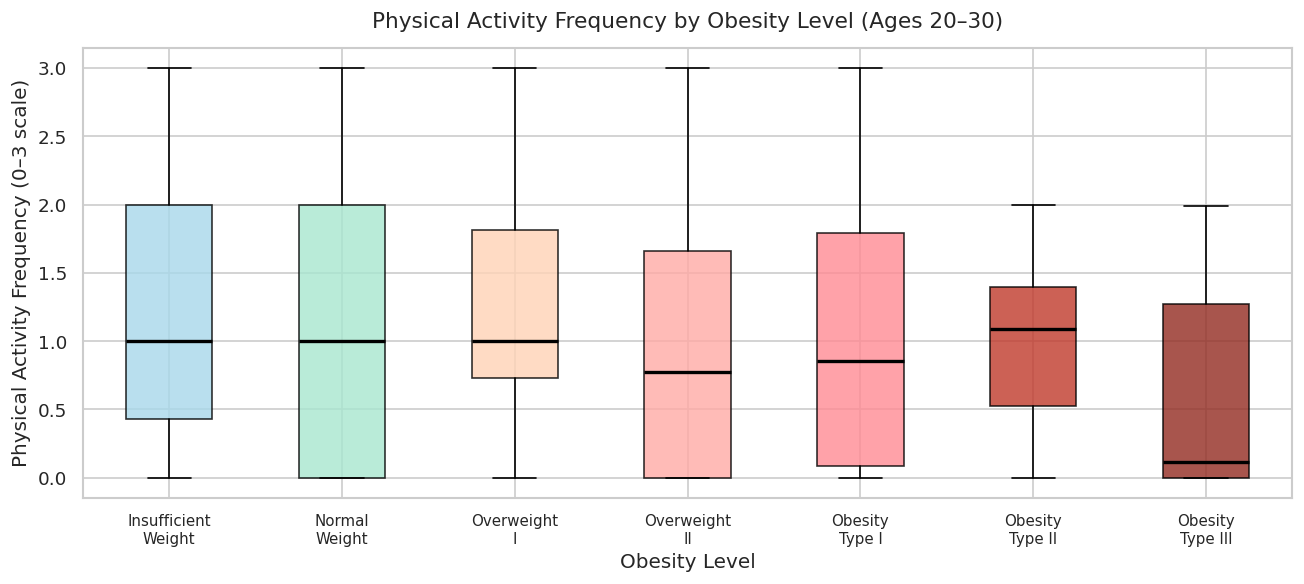 Physical Activity Frequency by Obesity Level (Ages 20–30)
Physical Activity Frequency (0–3 scale)
3.0
2.5
2.0
1.5
1.0
0.5
0.0
Insufficient
Weight
Normal
Weight
Overweight
I
Overweight
II
Obesity
Type I
Obesity
Type II
Obesity
Type III
Obesity Level